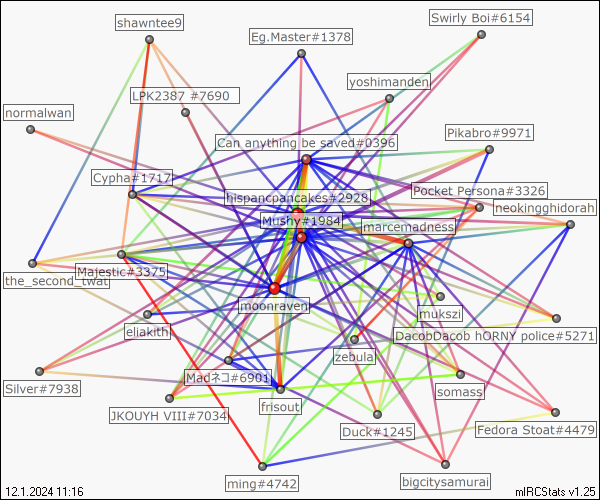 Swirly Boi#6154
shawntee9
Eg.Master#1378
yoshimanden
LPK2387 #7690
normalwan
Pikabro#9971
Can anything be saved#0396
Cypha#1717
Pocket Persona#3326
hispancpancakes#2928
neokingghidorah
Mushy#1984
marcemadness
Majestic#3375
the_second_twat
moonraven
mukszi
eliakith
DacobDacob hORNY police#5271
zebula
Madネコ#6901
Silver#7938
somass
frisout
JKOUYH VIII#7034
Duck#1245
Fedora Stoat#4479
ming#4742
bigcitysamurai
12.1.2024 11:16
mIRCStats v1.25